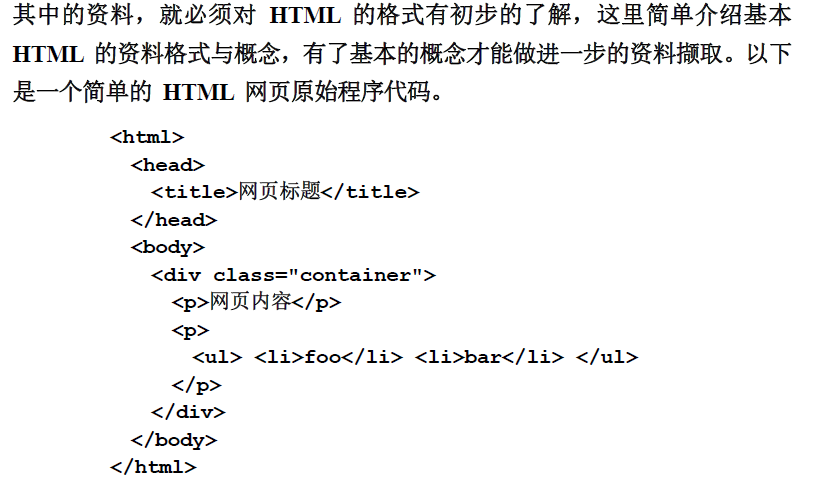 其中的资料，就必须对 HTML 的格式有初步的了解，这里简单介绍基本
HTML 的资料格式与概念，有了基本的概念才能做进一步的资料撷取。以下
是一个简单的 HTML 网页原始程序代码。
<html>
<head>
<title>网页标题</title>
</head>
<body>
<div class="container">
<p>网页内容</p>
<p>
<ul> <li>foo</li> <li>bar</li> </ul>
</p>
</div>
</body>
</html>